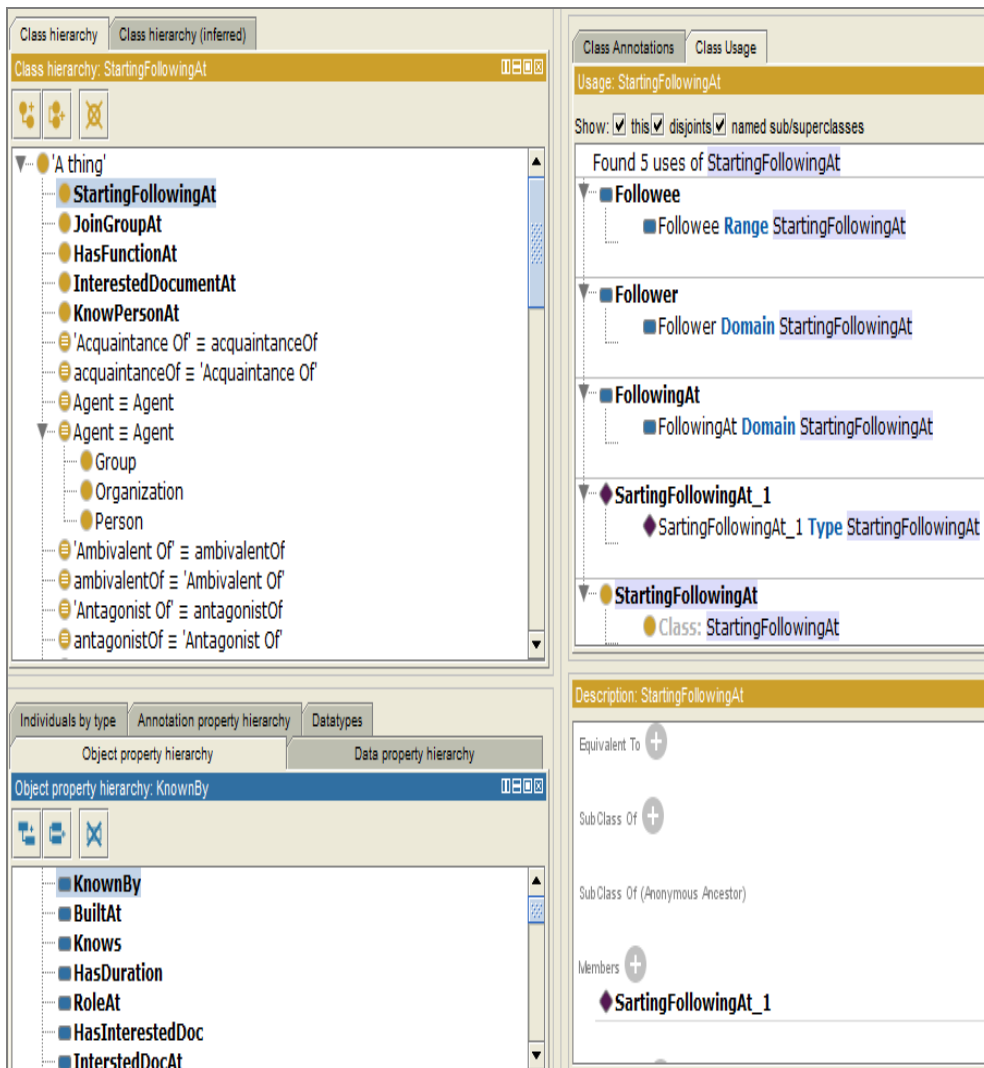 Class hierarchy Class hierarchy (inferred)
Class hierarchy: StartingFollowingAt
'A thing'
StartingFollowingAt
JoinGroupAt
HasFunctionAt
InterestedDocumentAt
KnowPersonAt
'Acquaintance Of' ≡ acquaintanceOf
acquaintanceOf ≡ 'Acquaintance Of'
Agent ≡ Agent
Agent ≡ Agent
Group
Organization
Person
'Ambivalent Of' ≡ ambivalentOf
ambivalentOf ≡ 'Ambivalent Of'
'Antagonist Of' ≡ antagonistOf
antagonistOf ≡ 'Antagonist Of'
Individuals by type Annotation property hierarchy Datatypes
Object property hierarchy Data property hierarchy
Object property hierarchy: KnownBy
KnownBy
BuiltAt
Knows
HasDuration
RoleAt
HasInterestedDoc
InterstedDocAt
Class Annotations Class Usage
Usage: StartingFollowingAt
Show: this disjoints named sub/superclasses
Found 5 uses of StartingFollowingAt
Followee
Followee Range StartingFollowingAt
Follower
Follower Domain StartingFollowingAt
FollowingAt
FollowingAt Domain StartingFollowingAt
SartingFollowingAt_1
SartingFollowingAt_1 Type StartingFollowingAt
StartingFollowingAt
Class: StartingFollowingAt
Description: StartingFollowingAt
Equivalent To
SubClass Of
SubClass Of (Anonymous Ancestor)
Members
SartingFollowingAt_1